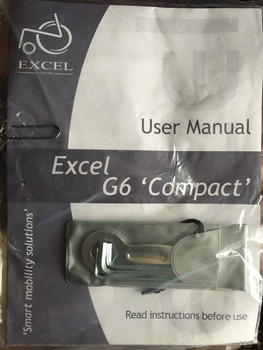 EXCEL
User Manual
Excel
G6 'Compact'
'Smart mobility solutions'
Read instructions before use